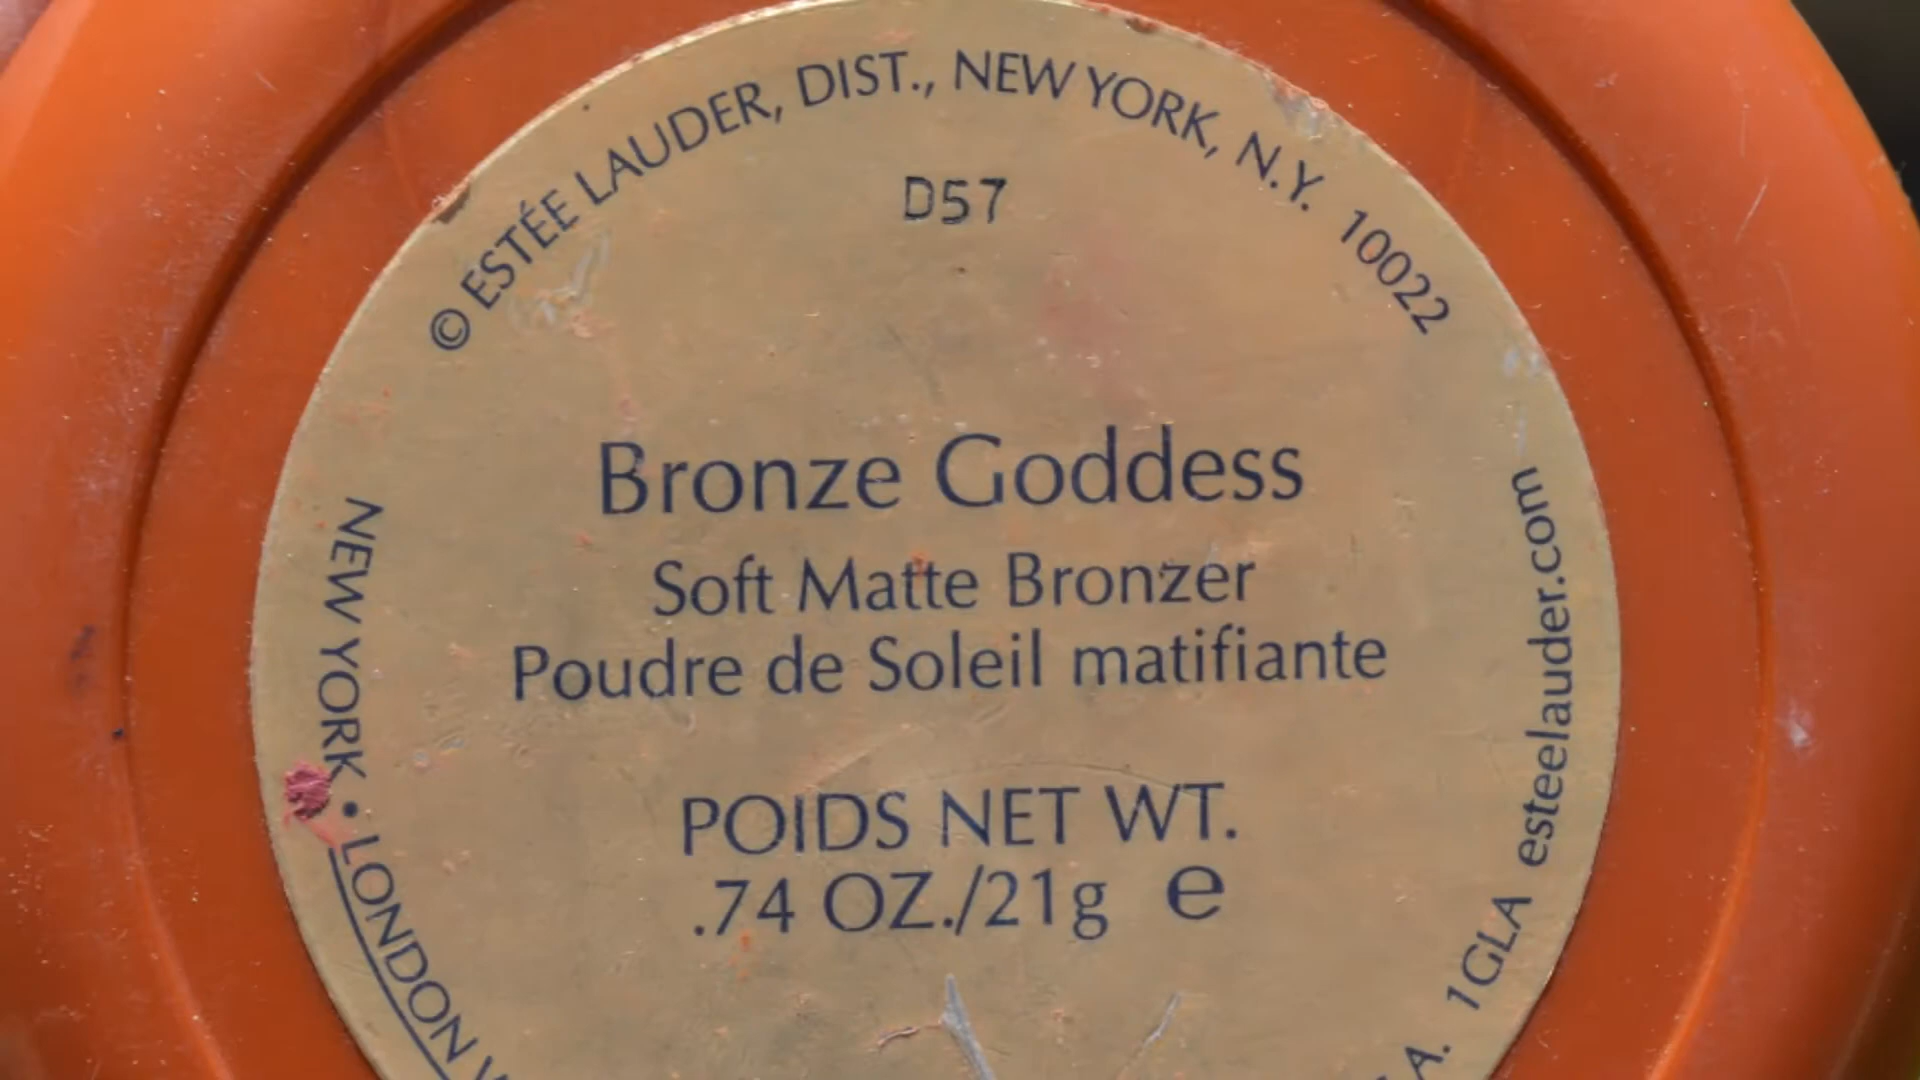 © ESTÉE LAUDER, DIST., NEW YORK, N.Y. 10022
D57
Bronze Goddess
Soft Matte Bronzer
Poudre de Soleil matifiante
POIDS NET WT.
.74 OZ./21g e
NEW YORK • LONDON
1GLA esteelauder.com